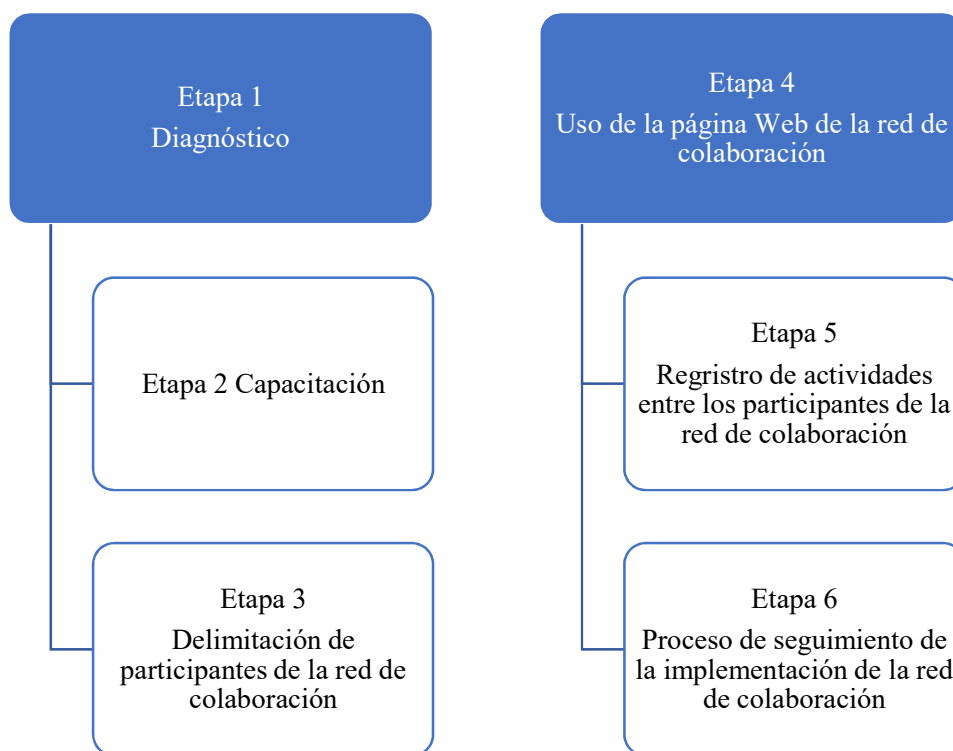 Etapa 1
Diagnóstico
Etapa 2 Capacitación
Etapa 3
Delimitación de
participantes de la red de
colaboración
Etapa 4
Uso de la página Web de la red de
colaboración
Etapa 5
Regristro de actividades
entre los participantes de la
red de colaboración
Etapa 6
Proceso de seguimiento de
la implementación de la red
de colaboración